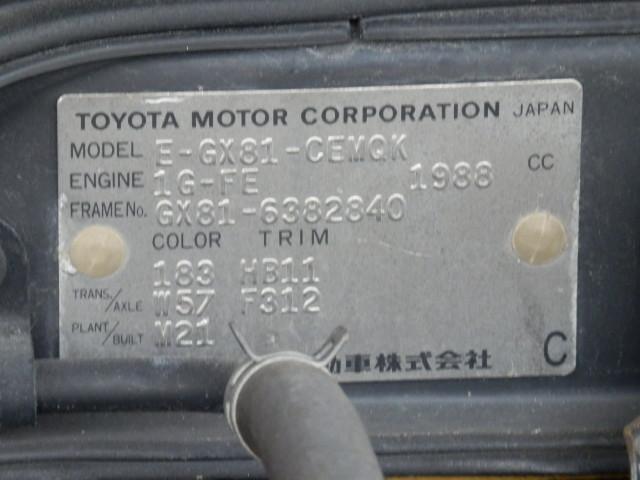 TOYOTA MOTOR CORPORATION JAPAN
MODEL E-GX81-CEMQK
ENGINE 1G-FE 1988 CC
FRAME No. GX81-6382840
COLOR TRIM
183 HB11
TRANS./AXLE W57 F312
PLANT/BUILT M21
動車株式会社 C